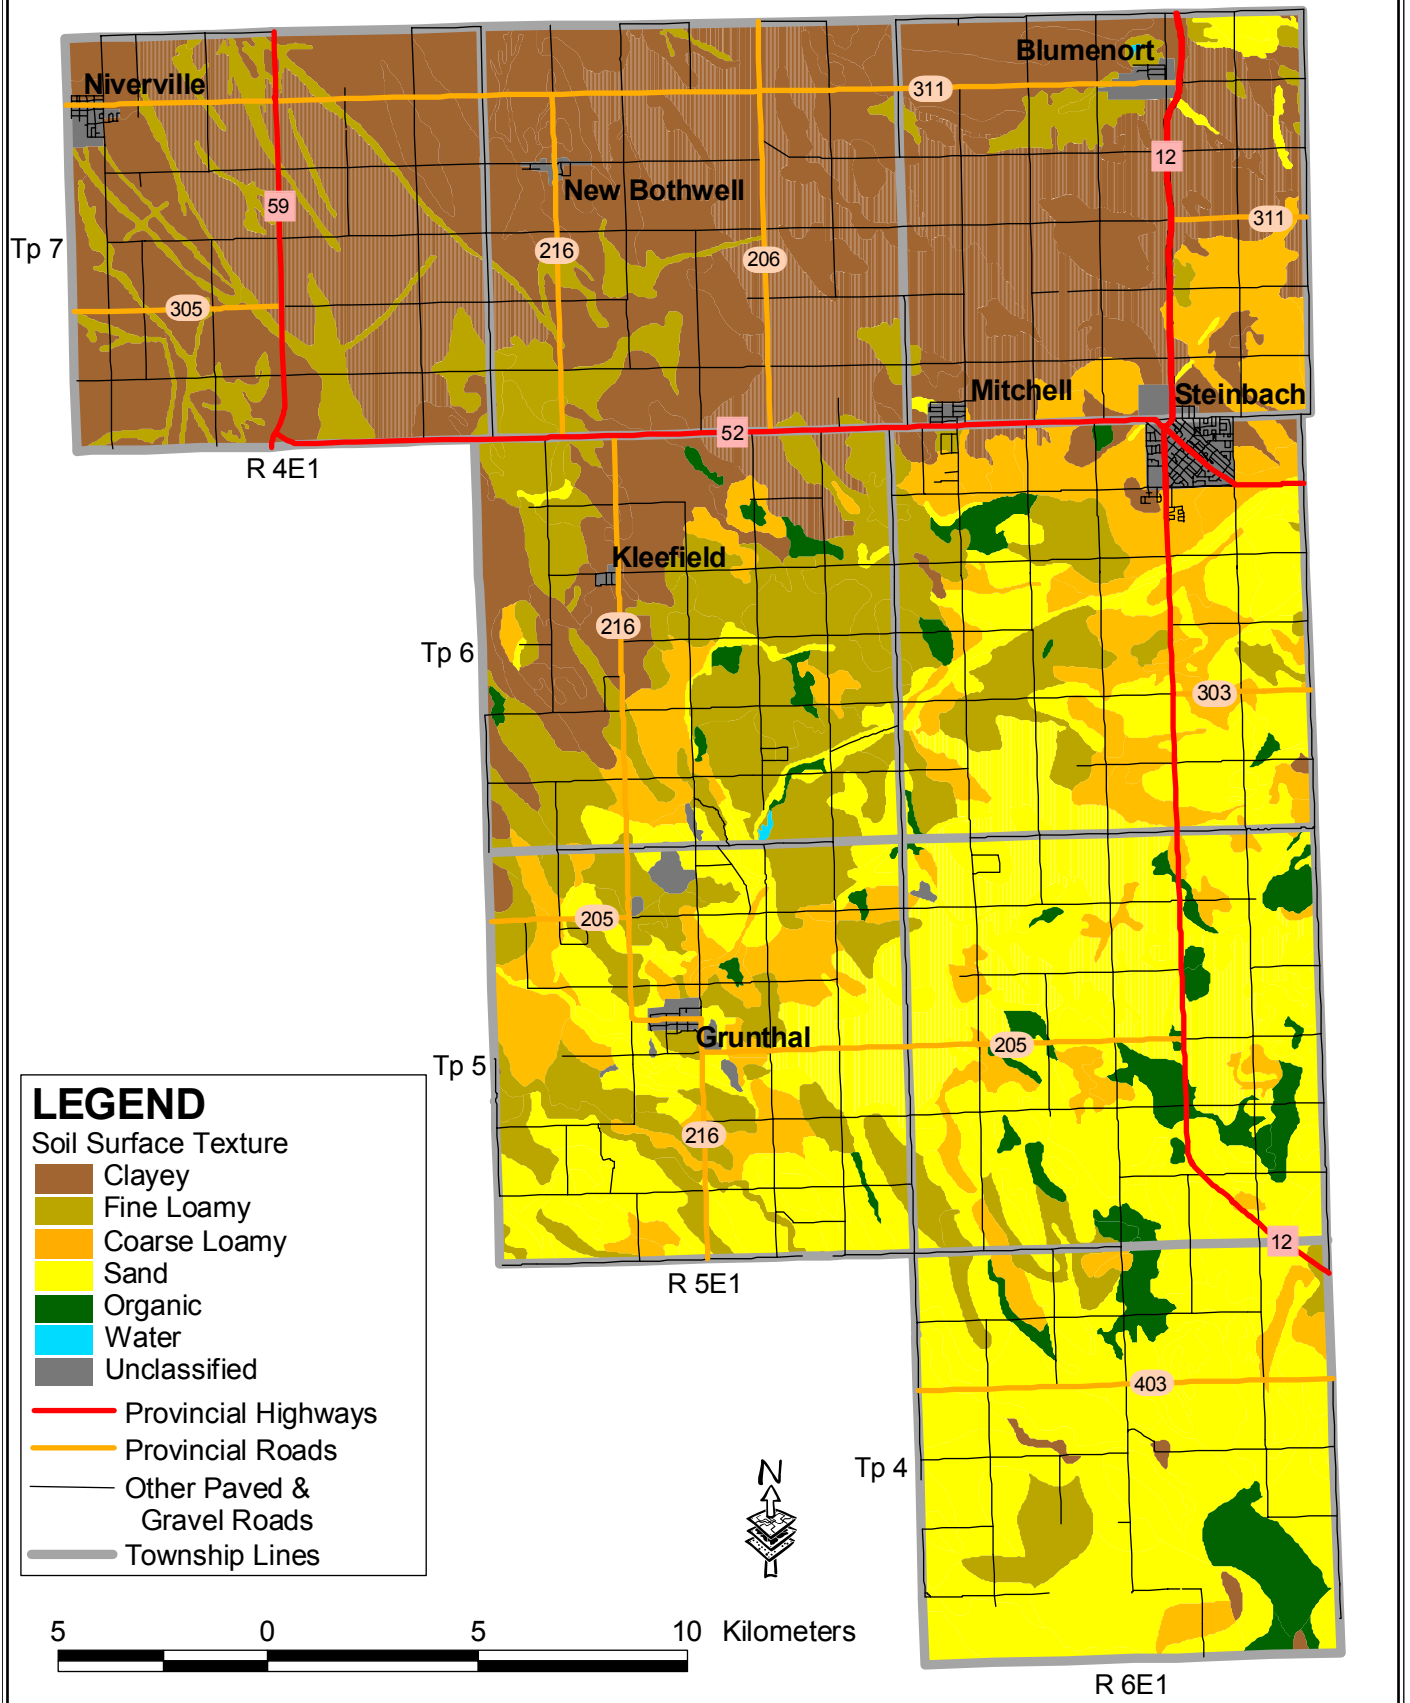 Blumenort
Niverville
311
12
New Bothwell
59
311
Tp 7
216
206
305
Mitchell
Steinbach
52
R 4E1
Kleefield
216
Tp 6
303
205
Grunthal
205
Tp 5
216
12
R 5E1
403
Tp 4
R 6E1
LEGEND
Soil Surface Texture
Clayey
Fine Loamy
Coarse Loamy
Sand
Organic
Water
Unclassified
Provincial Highways
Provincial Roads
Other Paved &
Gravel Roads
Township Lines
N
5 0 5 10 Kilometers